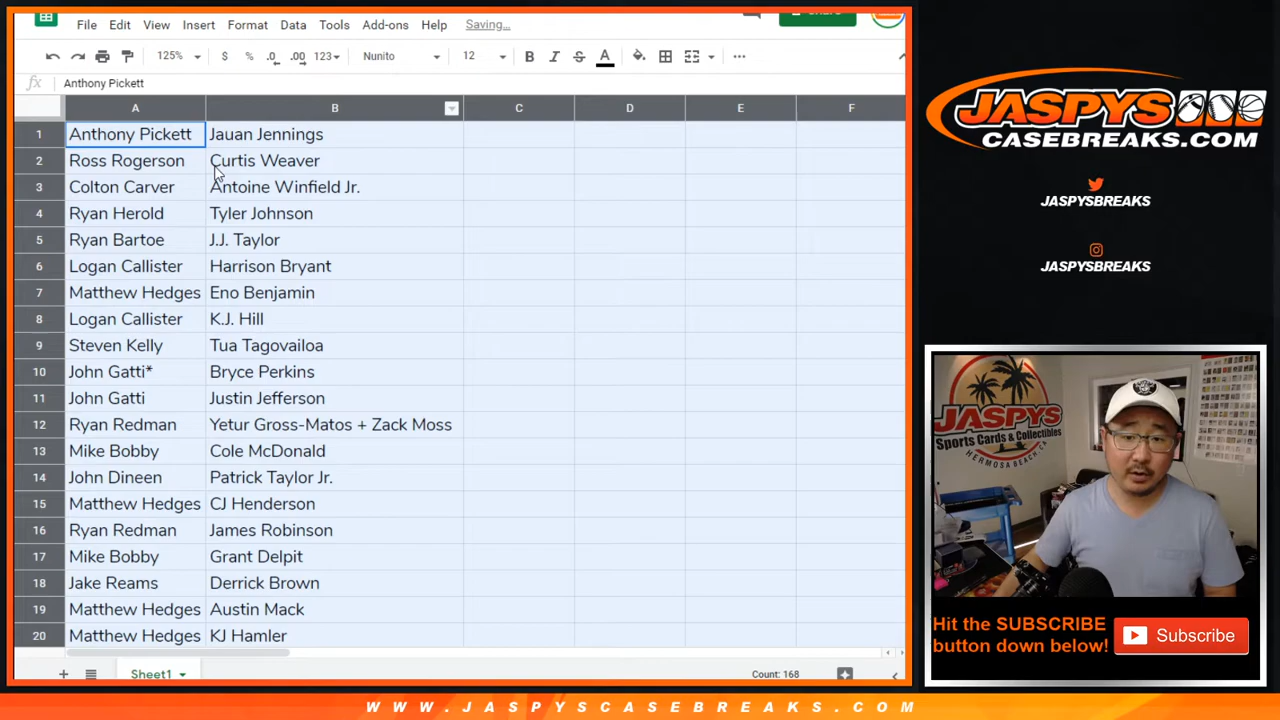 File Edit View Insert Format Data Tools Add-ons Help Saving...
125% $ % .0 .00 123 Nunito 12 B I S A
fx Anthony Pickett
A B C D E F
1 Anthony Pickett Jauan Jennings
2 Ross Rogerson Curtis Weaver
3 Colton Carver Antoine Winfield Jr.
4 Ryan Herold Tyler Johnson
5 Ryan Bartoe J.J. Taylor
6 Logan Callister Harrison Bryant
7 Matthew Hedges Eno Benjamin
8 Logan Callister K.J. Hill
9 Steven Kelly Tua Tagovailoa
10 John Gatti* Bryce Perkins
11 John Gatti Justin Jefferson
12 Ryan Redman Yetur Gross-Matos + Zack Moss
13 Mike Bobby Cole McDonald
14 John Dineen Patrick Taylor Jr.
15 Matthew Hedges CJ Henderson
16 Ryan Redman James Robinson
17 Mike Bobby Grant Delpit
18 Jake Reams Derrick Brown
19 Matthew Hedges Austin Mack
20 Matthew Hedges KJ Hamler
Sheet1 Count: 168
JASPYS
CASEBREAKS.COM
JASPYSBREAKS
JASPYSBREAKS
JASPYS
Sports Cards & Collectibles
HERMOSA BEACH, CA
Hit the SUBSCRIBE
button down below!
Subscribe
WWW.JASPYSCASEBREAKS.COM